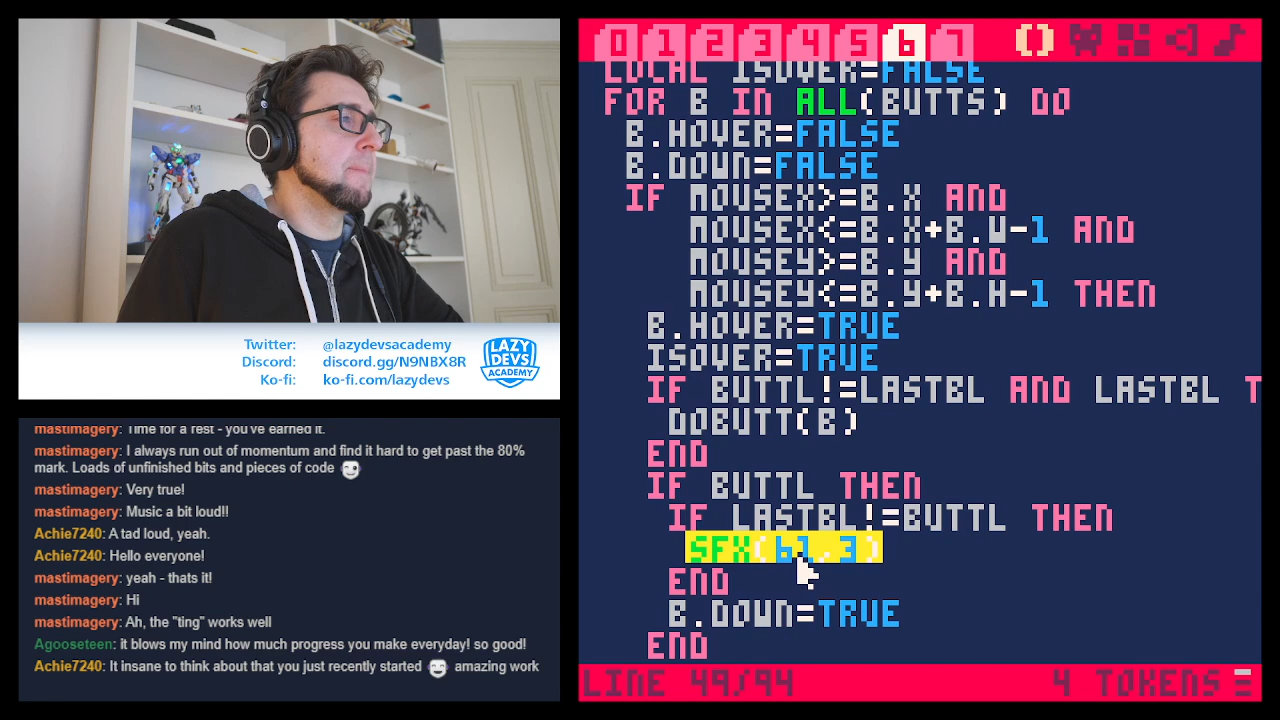 Twitter: @lazydevsacademy
Discord: discord.gg/N9NBX8R
Ko-fi: ko-fi.com/lazydevs
LAZY
DEVS
ACADEMY
mastimagery: Time for a rest - you've earned it.
mastimagery: I always run out of momentum and find it hard to get past the 80%
mark. Loads of unfinished bits and pieces of code
mastimagery: Very true!
mastimagery: Music a bit loud!!
Achie7240: A tad loud, yeah.
Achie7240: Hello everyone!
mastimagery: yeah - thats it!
mastimagery: Hi
mastimagery: Ah, the "ting" works well
Agooseteen: it blows my mind how much progress you make everyday! so good!
Achie7240: It insane to think about that you just recently started amazing work
0 1 2 3 4 5 6 7 ()
LOCAL ISOVER=FALSE
FOR B IN ALL(BUTTS) DO
B.HOVER=FALSE
B.DOWN=FALSE
IF MOUSEX>=B.X AND
MOUSEX<=B.X+B.W-1 AND
MOUSEY>=B.Y AND
MOUSEY<=B.Y+B.H-1 THEN
B.HOVER=TRUE
ISOVER=TRUE
IF BUTTL!=LASTBL AND LASTBL T
DOBUTT(B)
END
IF BUTTL THEN
IF LASTBL!=BUTTL THEN
SFX(61,3)
END
B.DOWN=TRUE
END
LINE 49/94 4 TOKENS